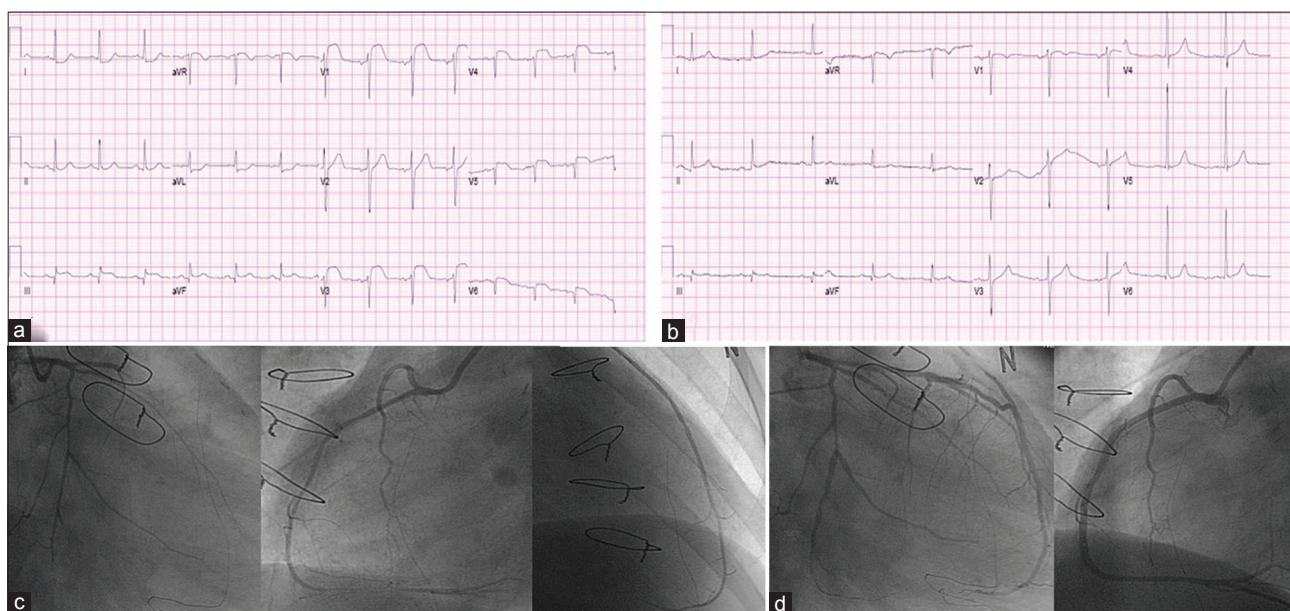 I aVR V1 V4
II aVL V2 V5
III aVF V3 V6
a
I aVR V1 V4
II aVL V2 V5
III aVF V3 V6
b
c
N
N
d